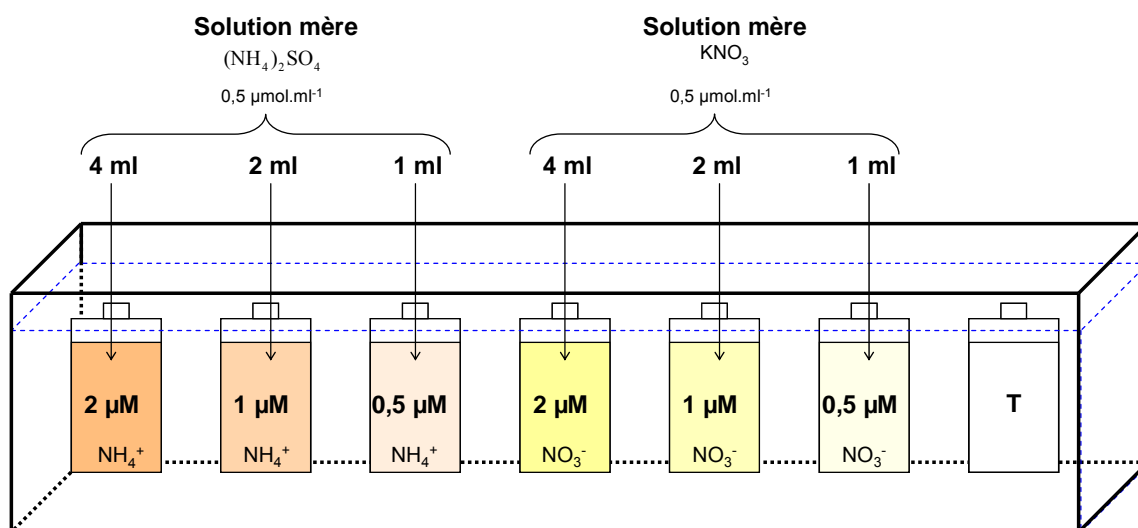 Solution mère
(NH₄)₂SO₄
0,5 µmol.ml⁻¹
Solution mère
KNO₃
0,5 µmol.ml⁻¹
4 ml 2 ml 1 ml 4 ml 2 ml 1 ml
2 µM 1 µM 0,5 µM 2 µM 1 µM 0,5 µM T
NH₄⁺ NH₄⁺ NH₄⁺ NO₃⁻ NO₃⁻ NO₃⁻